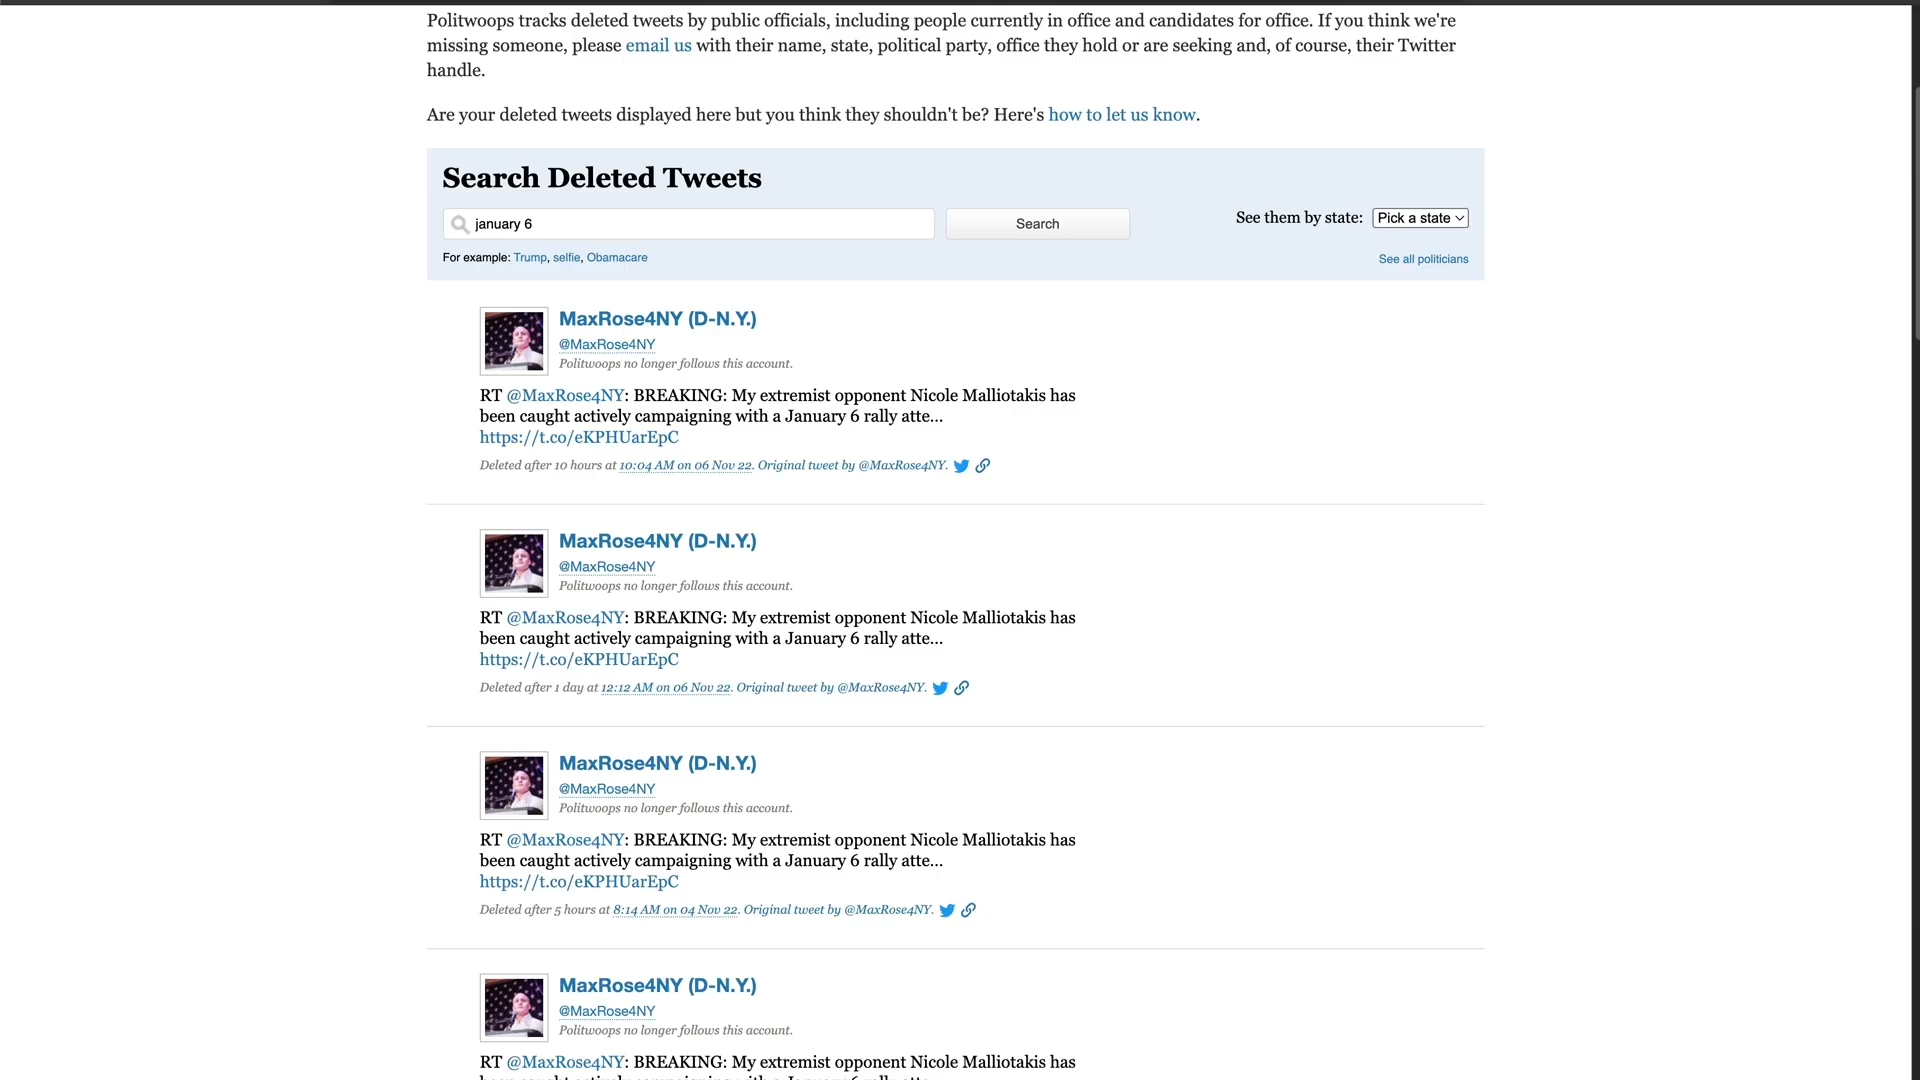 Politwoops tracks deleted tweets by public officials, including people currently in office and candidates for office. If you think we're
missing someone, please email us with their name, state, political party, office they hold or are seeking and, of course, their Twitter
handle.
Are your deleted tweets displayed here but you think they shouldn't be? Here's how to let us know.
Search Deleted Tweets
january 6
Search
See them by state: Pick a state
For example: Trump, selfie, Obamacare
See all politicians
MaxRose4NY (D-N.Y.)
@MaxRose4NY
Politwoops no longer follows this account.
RT @MaxRose4NY: BREAKING: My extremist opponent Nicole Malliotakis has
been caught actively campaigning with a January 6 rally atte...
https://t.co/eKPHUarEpC
Deleted after 10 hours at 10:04 AM on 06 Nov 22. Original tweet by @MaxRose4NY.
MaxRose4NY (D-N.Y.)
@MaxRose4NY
Politwoops no longer follows this account.
RT @MaxRose4NY: BREAKING: My extremist opponent Nicole Malliotakis has
been caught actively campaigning with a January 6 rally atte...
https://t.co/eKPHUarEpC
Deleted after 1 day at 12:12 AM on 06 Nov 22. Original tweet by @MaxRose4NY.
MaxRose4NY (D-N.Y.)
@MaxRose4NY
Politwoops no longer follows this account.
RT @MaxRose4NY: BREAKING: My extremist opponent Nicole Malliotakis has
been caught actively campaigning with a January 6 rally atte...
https://t.co/eKPHUarEpC
Deleted after 5 hours at 8:14 AM on 04 Nov 22. Original tweet by @MaxRose4NY.
MaxRose4NY (D-N.Y.)
@MaxRose4NY
Politwoops no longer follows this account.
RT @MaxRose4NY: BREAKING: My extremist opponent Nicole Malliotakis has